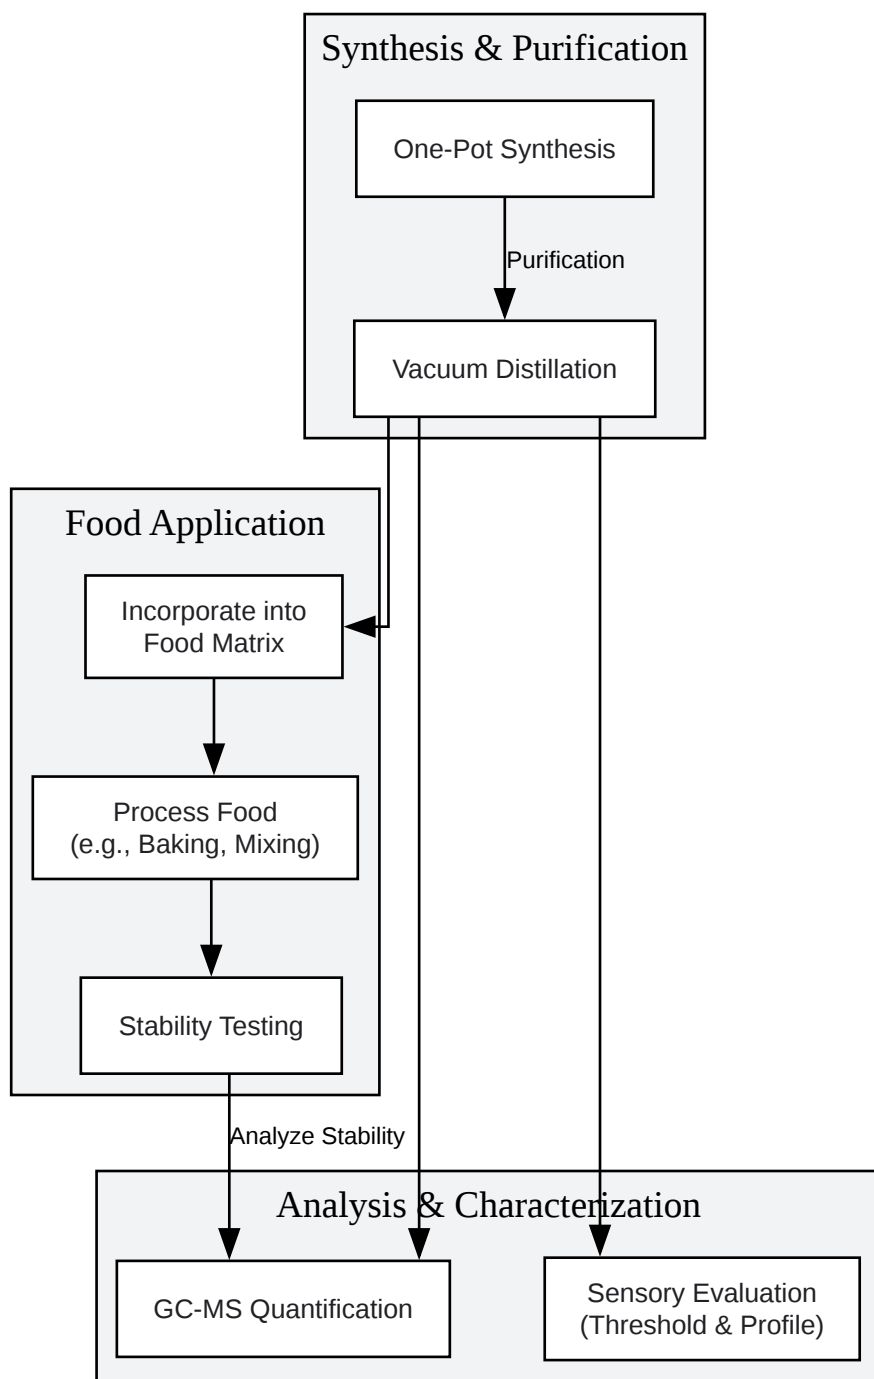 Synthesis & Purification
One-Pot Synthesis
Purification
Vacuum Distillation
Food Application
Incorporate into
Food Matrix
Process Food
(e.g., Baking, Mixing)
Stability Testing
Analyze Stability
Analysis & Characterization
GC-MS Quantification
Sensory Evaluation
(Threshold & Profile)